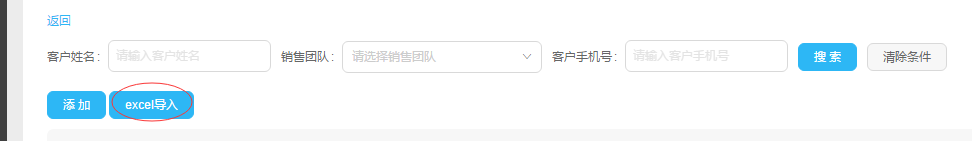 返回
客户姓名: 请输入客户姓名 销售团队: 请选择销售团队 客户手机号: 请输入客户手机号 搜 索 清除条件
添 加 excel导入